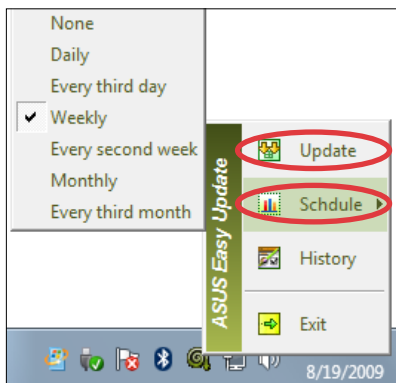 None
Daily
Every third day
Weekly
Every second week
Monthly
Every third month
ASUS Easy Update
Update
Schdule
History
Exit
8/19/2009